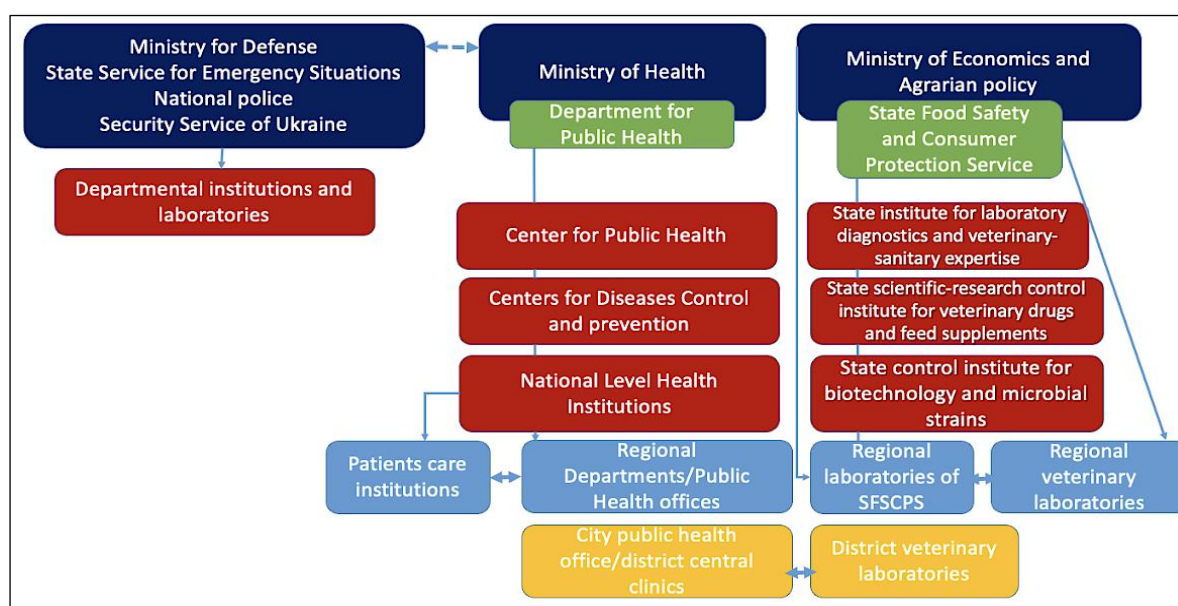 Ministry for Defense
State Service for Emergency Situations
National police
Security Service of Ukraine
Ministry of Health
Ministry of Economics and
Agrarian policy
Department for
Public Health
State Food Safety
and Consumer
Protection Service
Departmental institutions and
laboratories
Center for Public Health
State institute for laboratory
diagnostics and veterinary-
sanitary expertise
Centers for Diseases Control
and prevention
State scientific-research control
institute for veterinary drugs
and feed supplements
National Level Health
Institutions
State control institute for
biotechnology and microbial
strains
Patients care
institutions
Regional
Departments/Public
Health offices
Regional
laboratories of
SFSCPS
Regional
veterinary
laboratories
City public health
office/district central
clinics
District veterinary
laboratories